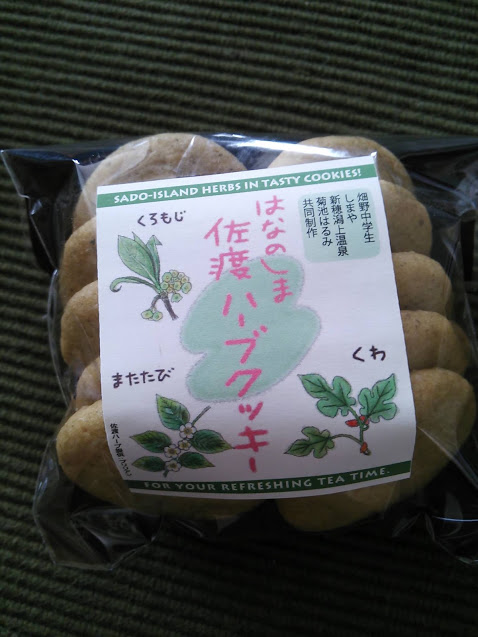 SADO-ISLAND HERBS IN TASTY COOKIES!
くろもじ
はなのしま
佐渡ハーブクッキー
畑野中学生
しまや
新穂潟上温泉
菊池はるみ
共同制作
またたび
くわ
FOR YOUR REFRESHING TEA TIME.